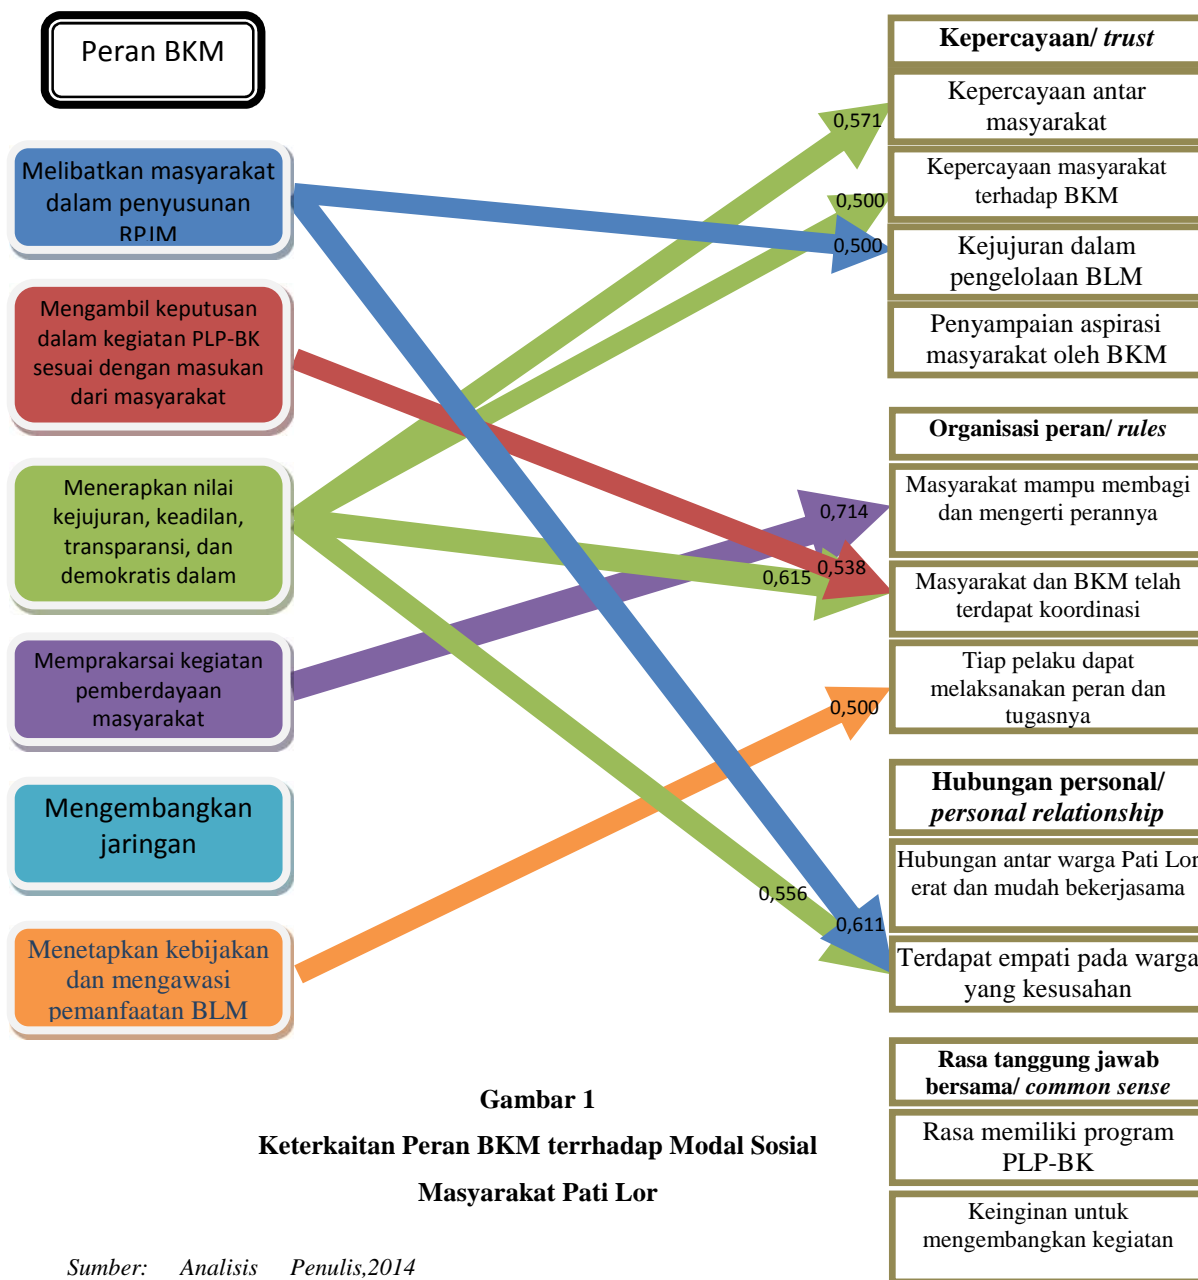 Peran BKM
Melibatkan masyarakat
dalam penyusunan
RPJM
Mengambil keputusan
dalam kegiatan PLP-BK
sesuai dengan masukan
dari masyarakat
Menerapkan nilai
kejujuran, keadilan,
transparansi, dan
demokratis dalam
Memprakarsai kegiatan
pemberdayaan
masyarakat
Mengembangkan
jaringan
Menetapkan kebijakan
dan mengawasi
pemanfaatan BLM
0,571
0,500
0,500
0,714
0,615
0,538
0,500
0,556
0,611
Kepercayaan/ trust
Kepercayaan antar
masyarakat
Kepercayaan masyarakat
terhadap BKM
Kejujuran dalam
pengelolaan BLM
Penyampaian aspirasi
masyarakat oleh BKM
Organisasi peran/ rules
Masyarakat mampu membagi
dan mengerti perannya
Masyarakat dan BKM telah
terdapat koordinasi
Tiap pelaku dapat
melaksanakan peran dan
tugasnya
Hubungan personal/
personal relationship
Hubungan antar warga Pati Lor
erat dan mudah bekerjasama
Terdapat empati pada warga
yang kesusahan
Rasa tanggung jawab
bersama/ common sense
Rasa memiliki program
PLP-BK
Keinginan untuk
mengembangkan kegiatan
Gambar 1
Keterkaitan Peran BKM terrhadap Modal Sosial
Masyarakat Pati Lor
Sumber: Analisis Penulis,2014